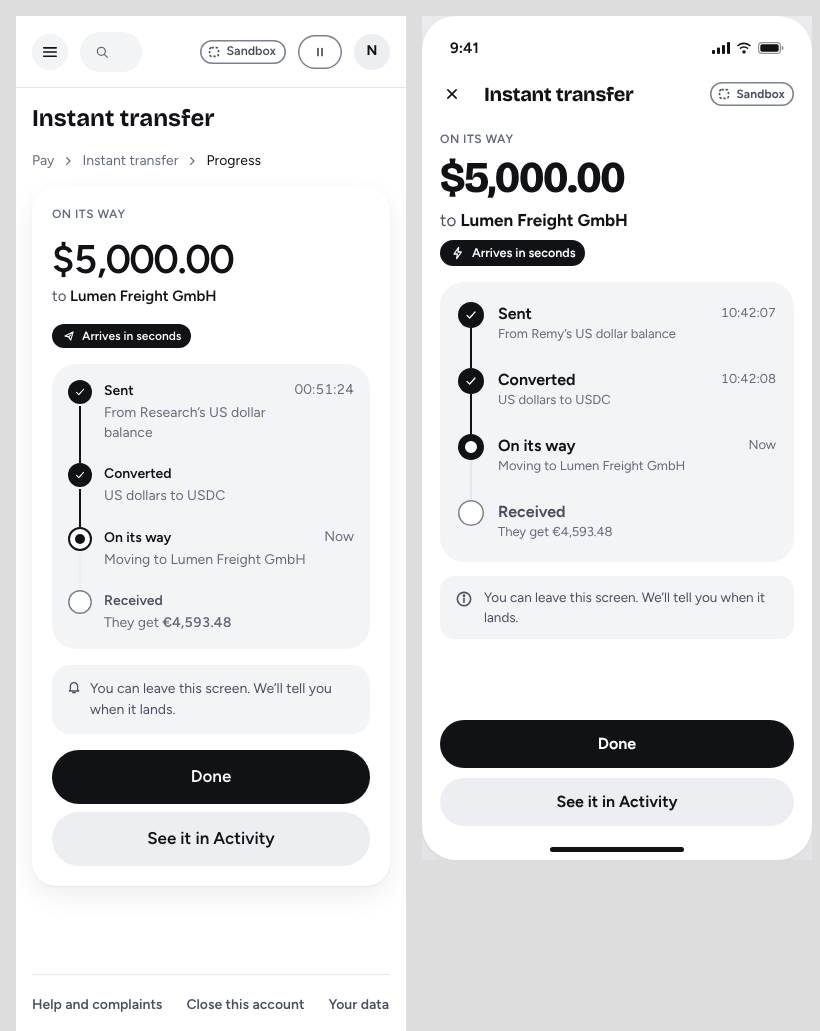 Sandbox
N
Instant transfer
Pay > Instant transfer > Progress
ON ITS WAY
$5,000.00
to Lumen Freight GmbH
Arrives in seconds
Sent 00:51:24
From Research’s US dollar
balance
Converted
US dollars to USDC
On its way Now
Moving to Lumen Freight GmbH
Received
They get €4,593.48
You can leave this screen. We’ll tell you
when it lands.
Done
See it in Activity
Help and complaints Close this account Your data
9:41
Instant transfer Sandbox
ON ITS WAY
$5,000.00
to Lumen Freight GmbH
Arrives in seconds
Sent 10:42:07
From Remy’s US dollar balance
Converted 10:42:08
US dollars to USDC
On its way Now
Moving to Lumen Freight GmbH
Received
They get €4,593.48
You can leave this screen. We’ll tell you when it
lands.
Done
See it in Activity